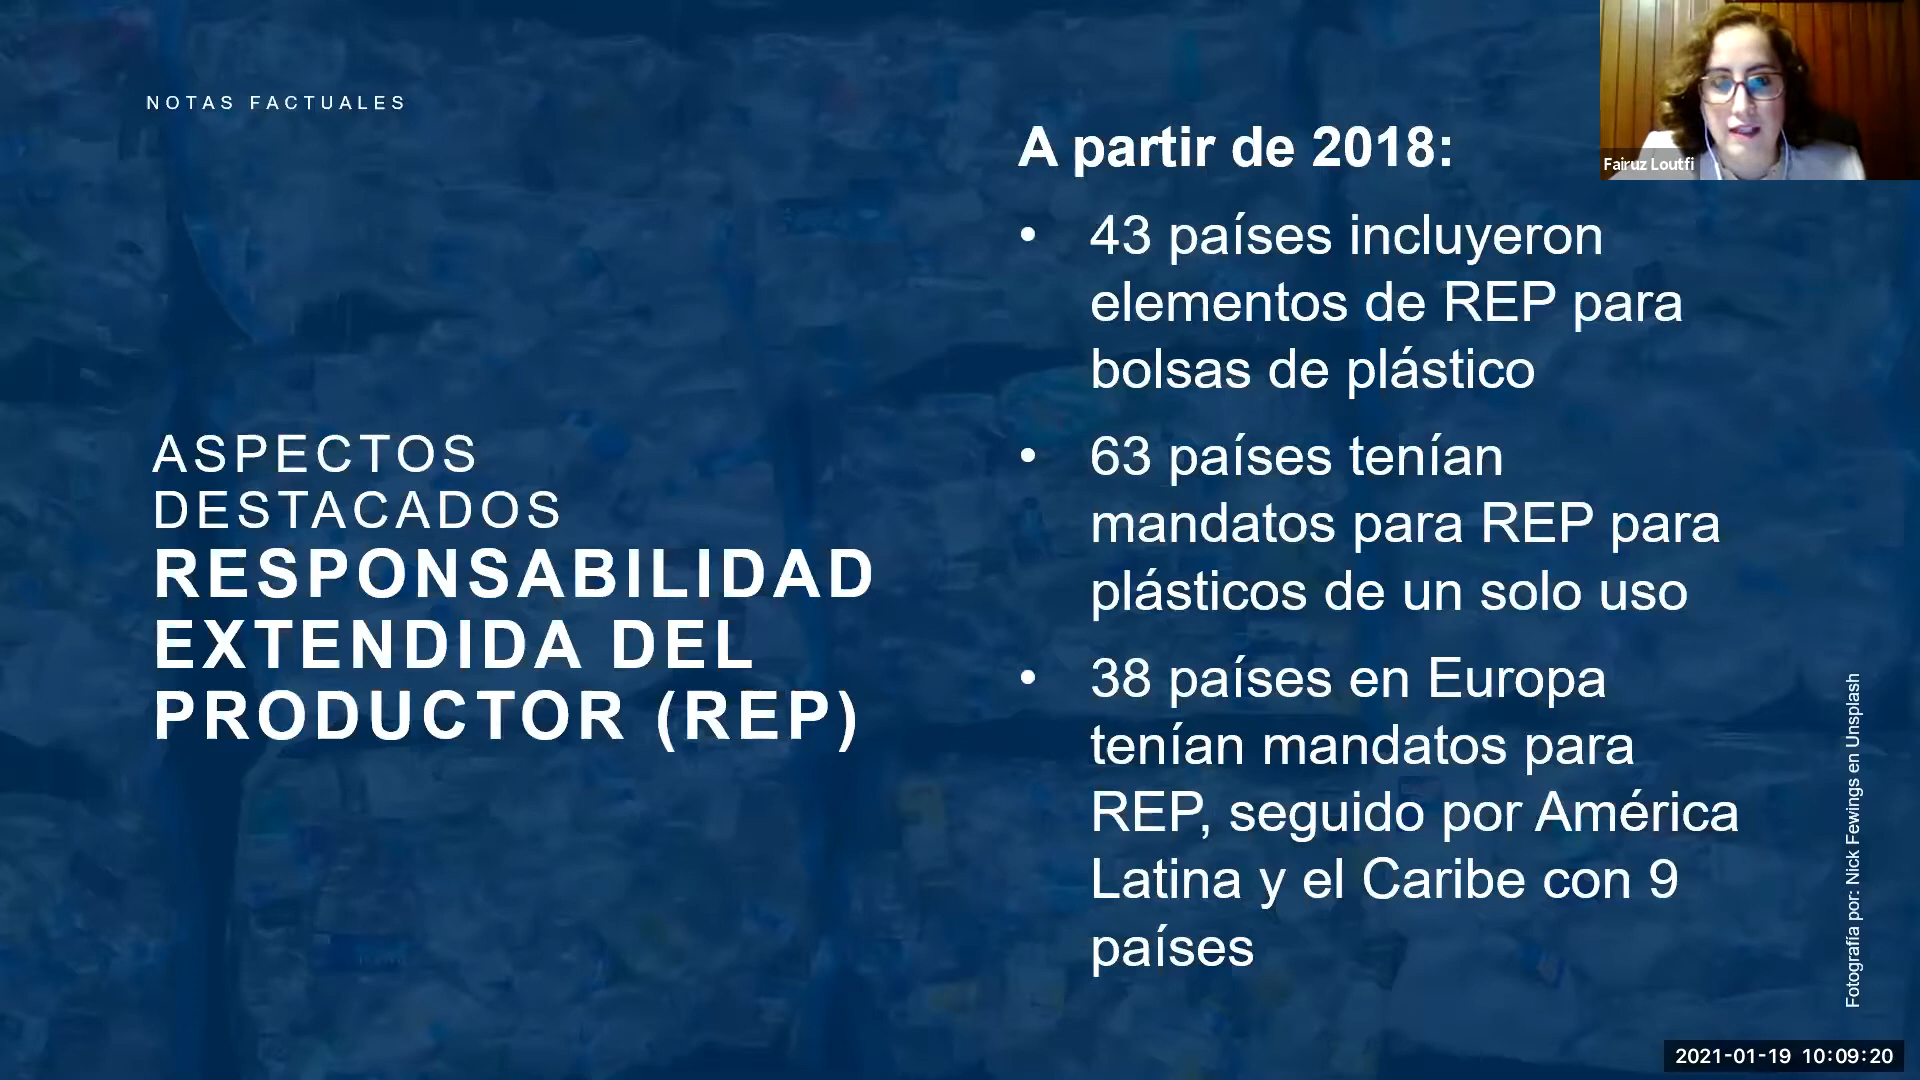 NOTAS FACTUALES
ASPECTOS
DESTACADOS
RESPONSABILIDAD
EXTENDIDA DEL
PRODUCTOR (REP)
A partir de 2018:
• 43 países incluyeron
elementos de REP para
bolsas de plástico
• 63 países tenían
mandatos para REP para
plásticos de un solo uso
• 38 países en Europa
tenían mandatos para
REP, seguido por América
Latina y el Caribe con 9
países
Fairuz Loutfi
Fotografía por: Nick Fewings en Unsplash
2021-01-19 10:09:20